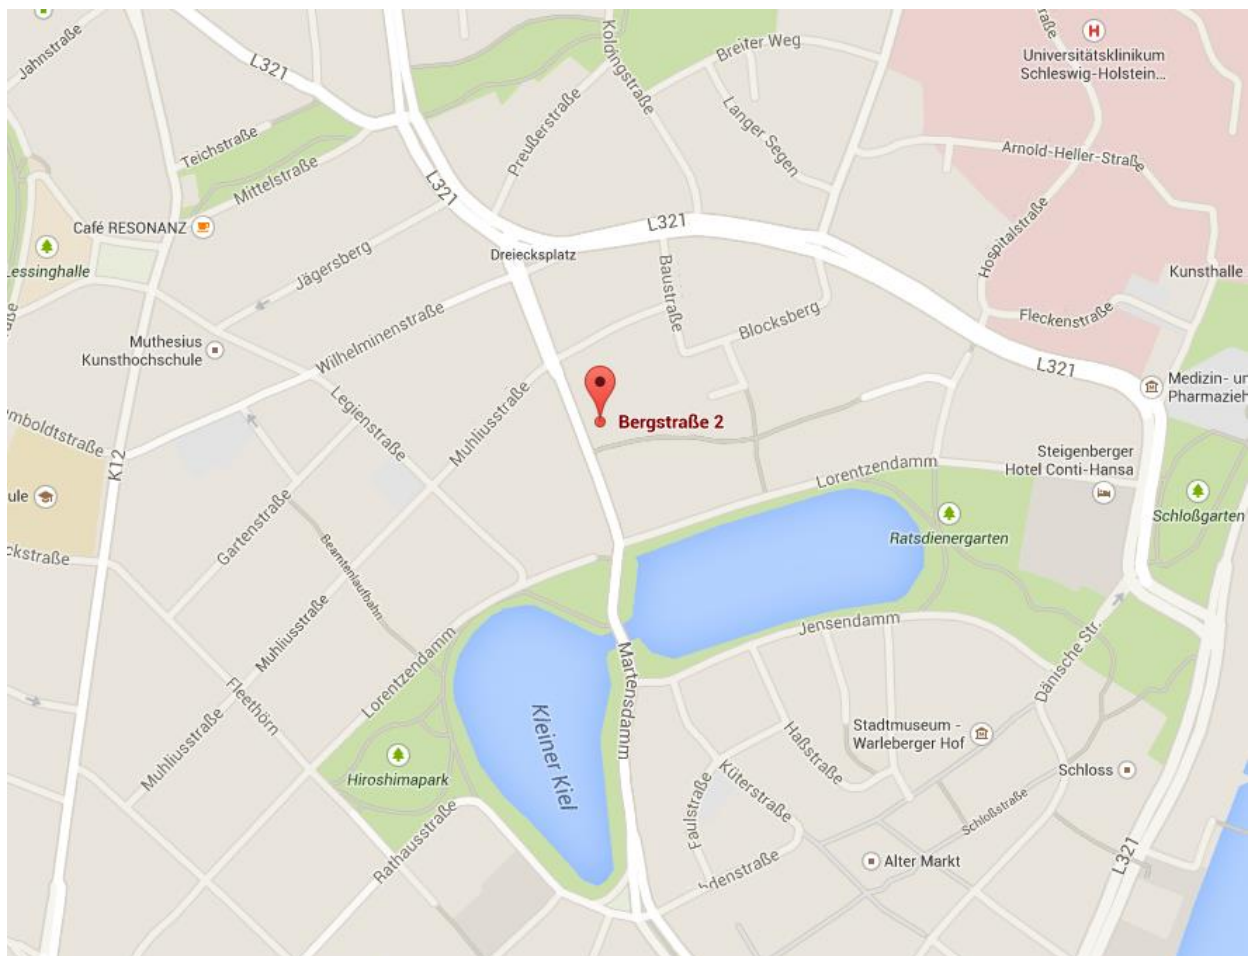 Jahnstraße
L321
Koldingstraße
Breiter Weg
Universitätsklinikum
Schleswig-Holstein...
raße
Teichstraße
Preußerstraße
Langer Segen
Arnold-Heller-Straße
Mittelstraße
L321
Café RESONANZ
L321
Hospitalstraße
Lessinghalle
Jägersberg
Dreiecksplatz
Baustraße
Kunsthalle
Muthesius
Kunsthochschule
Wilhelminenstraße
Blocksberg
Fleckenstraße
L321
Medizin- un
Pharmazieh
Legienstraße
Muhliusstraße
Bergstraße 2
umboldtstraße
K12
Lorentzendamm
Steigenberger
Hotel Conti-Hansa
ule
Gartenstraße
Beamtenlaufbahn
Ratsdienergarten
Schloßgarten
ckstraße
Muhliusstraße
Lorentzendamm
Jensendamm
Dänische Str.
Martensdamm
Fleethörn
Muhliusstraße
Kleiner Kiel
Haßstraße
Stadtmuseum -
Warleberger Hof
Hiroshimapark
Küterstraße
Faulstraße
Schloss
Schloßstraße
Rathausstraße
Alter Markt
L321
denstraße